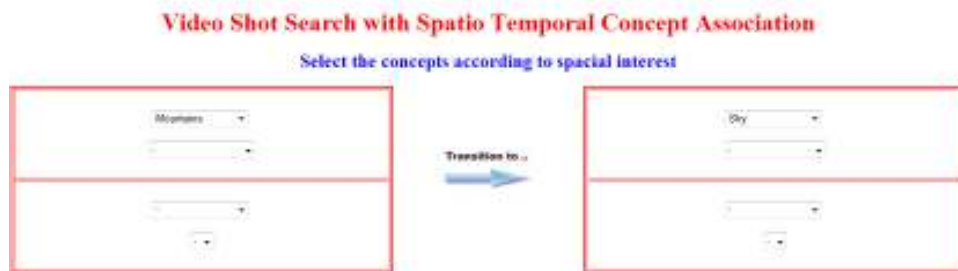 Video Shot Search with Spatio Temporal Concept Association
Select the concepts according to spacial interest
Mountains
Sky
Transition to ..